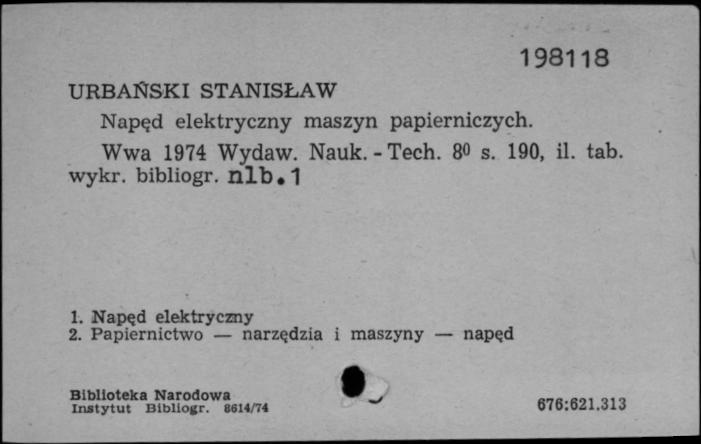 198118
URBAŃSKI STANISŁAW
Napęd elektryczny maszyn papierniczych.
Wwa 1974 Wydaw. Nauk. - Tech. 8⁰ s. 190, il. tab.
wykr. bibliogr. nlb.1
1. Napęd elektryczny
2. Papiernictwo — narzędzia i maszyny — napęd
Biblioteka Narodowa
Instytut Bibliogr. 8614/74
676:621.313